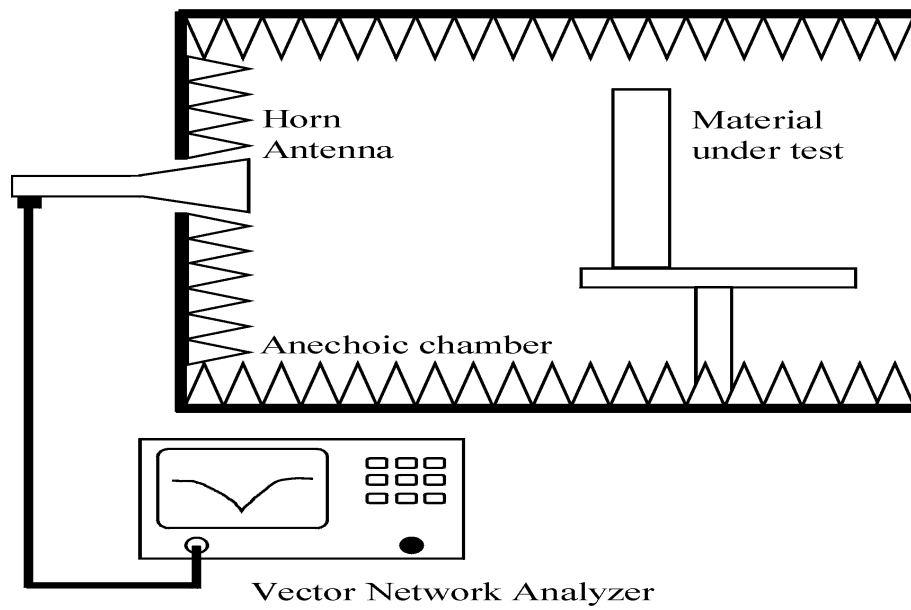 Horn
Antenna
Material
under test
Anechoic chamber
Vector Network Analyzer